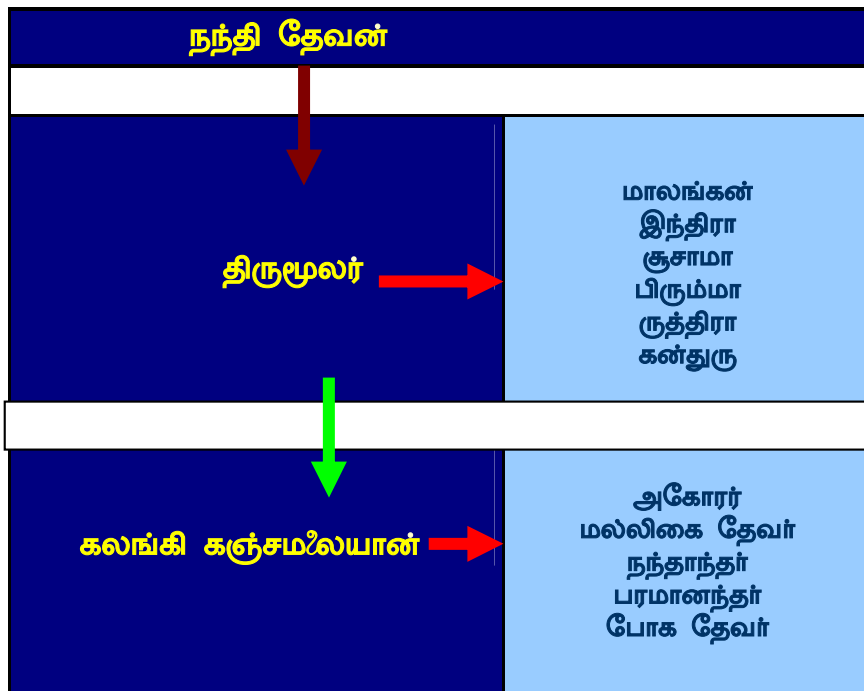 நந்தி தேவன்
திருமூலர்
மாலங்கன்
இந்திரா
சூசாமா
பிரும்மா
ருத்திரா
கன்துரு
கலங்கி கஞ்சமலையான்
அகோரர்
மல்லிகை தேவர்
நந்தாந்தர்
பரமானந்தர்
போக தேவர்